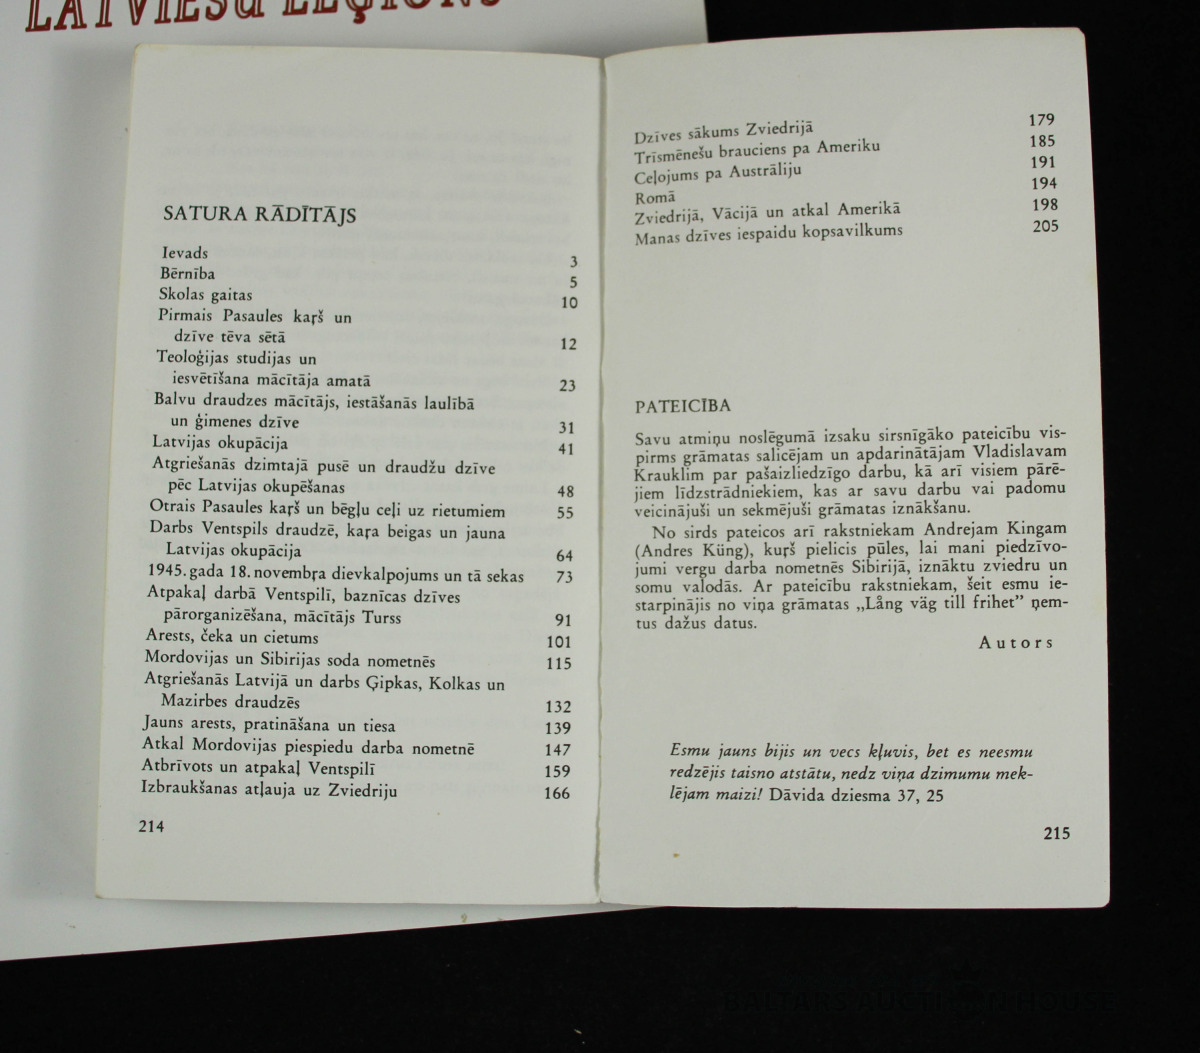 LATVIEŠU LEĢIONS
SATURA RĀDĪTĀJS
Ievads 3
Bērnība 5
Skolas gaitas 10
Pirmais Pasaules kaŗš un
dzīve tēva sētā 12
Teoloģijas studijas un
iesvētīšana mācītāja amatā 23
Balvu draudzes mācītājs, iestāšanās laulībā
un ģimenes dzīve 31
Latvijas okupācija 41
Atgriešanās dzimtajā pusē un draudžu dzīve
pēc Latvijas okupēšanas 48
Otrais Pasaules kaŗš un bēgļu ceļi uz rietumiem 55
Darbs Ventspils draudzē, kaŗa beigas un jauna
Latvijas okupācija 64
1945. gada 18. novembŗa dievkalpojums un tā sekas 73
Atpakaļ darbā Ventspilī, baznīcas dzīves
pārorganizēšana, mācītājs Turss 91
Arests, čeka un cietums 101
Mordovijas un Sibirijas soda nometnēs 115
Atgriešanās Latvijā un darbs Ģipkas, Kolkas un
Mazirbes draudzēs 132
Jauns arests, pratināšana un tiesa 139
Atkal Mordovijas piespiedu darba nometnē 147
Atbrīvots un atpakaļ Ventspilī 159
Izbraukšanas atļauja uz Zviedriju 166
214
Dzīves sākums Zviedrijā 179
Trīsmēnešu brauciens pa Ameriku 185
Ceļojums pa Austrāliju 191
Romā 194
Zviedrijā, Vācijā un atkal Amerikā 198
Manas dzīves iespaidu kopsavilkums 205
PATEICĪBA
Savu atmiņu noslēgumā izsaku sirsnīgāko pateicību vis-
pirms grāmatas salicējam un apdarinātājam Vladislavam
Krauklim par pašaizliedzīgo darbu, kā arī visiem pārē-
jiem līdzstrādniekiem, kas ar savu darbu vai padomu
veicinājuši un sekmējuši grāmatas iznākšanu.
No sirds pateicos arī rakstniekam Andrejam Kingam
(Andres Küng), kuŗš pielicis pūles, lai mani piedzīvo-
jumi vergu darba nometnēs Sibirijā, iznāktu zviedru un
somu valodās. Ar pateicību rakstniekam, šeit esmu ie-
starpinājis no viņa grāmatas „Lång väg till frihet” ņem-
tus dažus datus.
Autors
Esmu jauns bijis un vecs kļuvis, bet es neesmu
redzējis taisno atstātu, nedz viņa dzimumu mek-
lējam maizi! Dāvida dziesma 37, 25
215
BALTARS AUCTION HOUSE